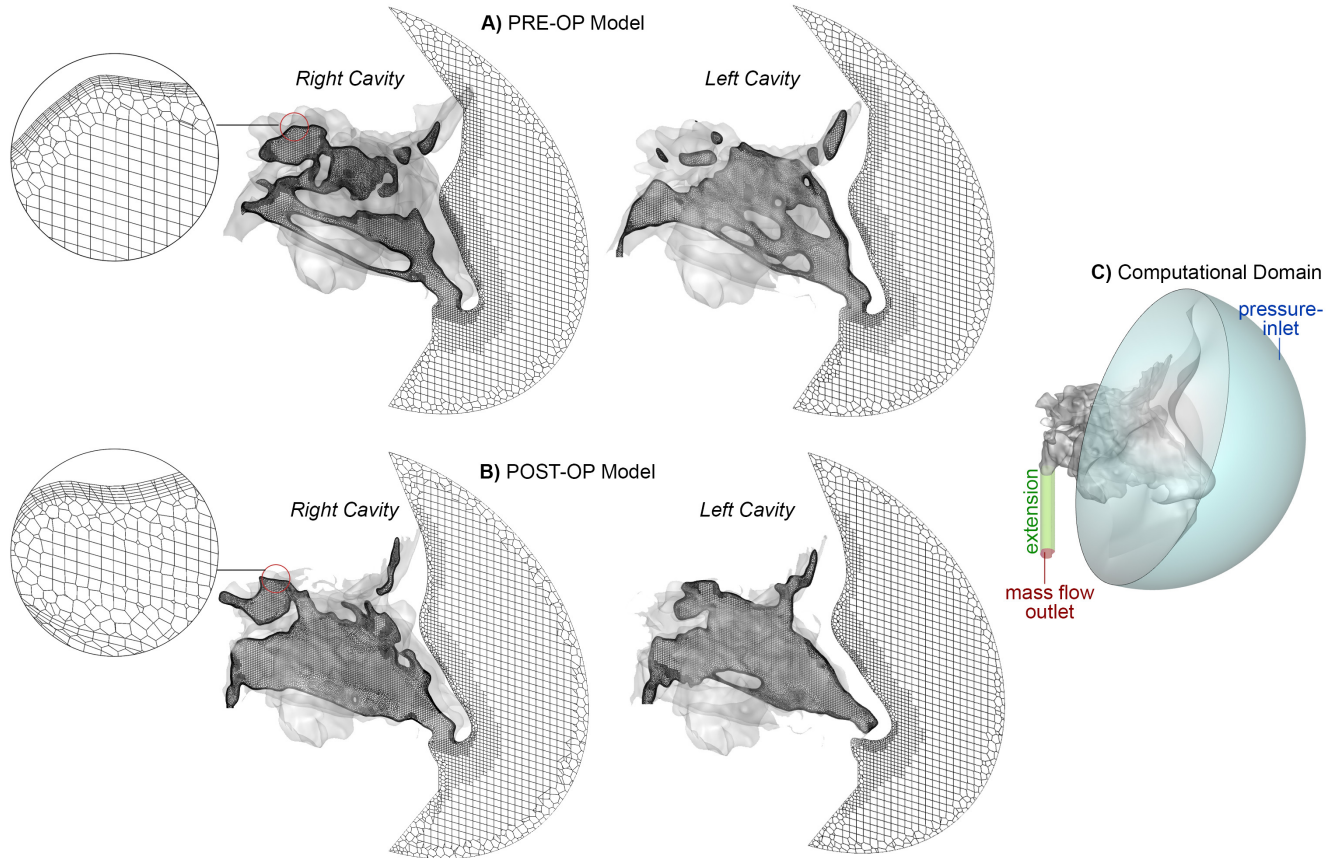 A) PRE-OP Model
Right Cavity
Left Cavity
B) POST-OP Model
Right Cavity
Left Cavity
C) Computational Domain
pressure-
inlet
extension
mass flow
outlet